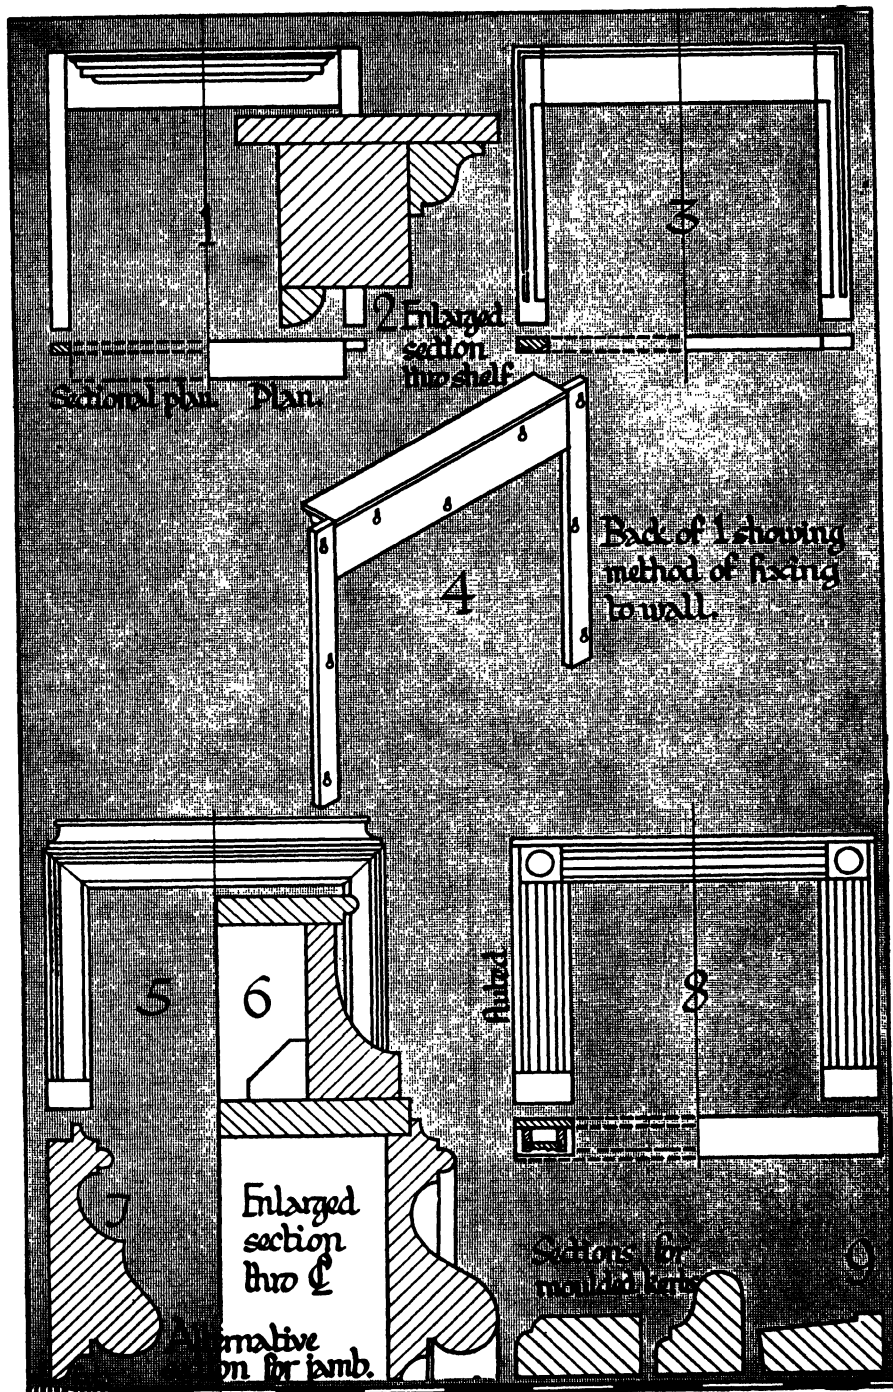 1
3
2 Enlarged
section
thro shelf
Sectional plan. Plan.
Back of 1 showing
method of fixing
to wall.
4
5
6
fluted
8
7
Enlarged
section
thro ℄
Sections for
moulded kerbs
9
Alternative
section for jamb.